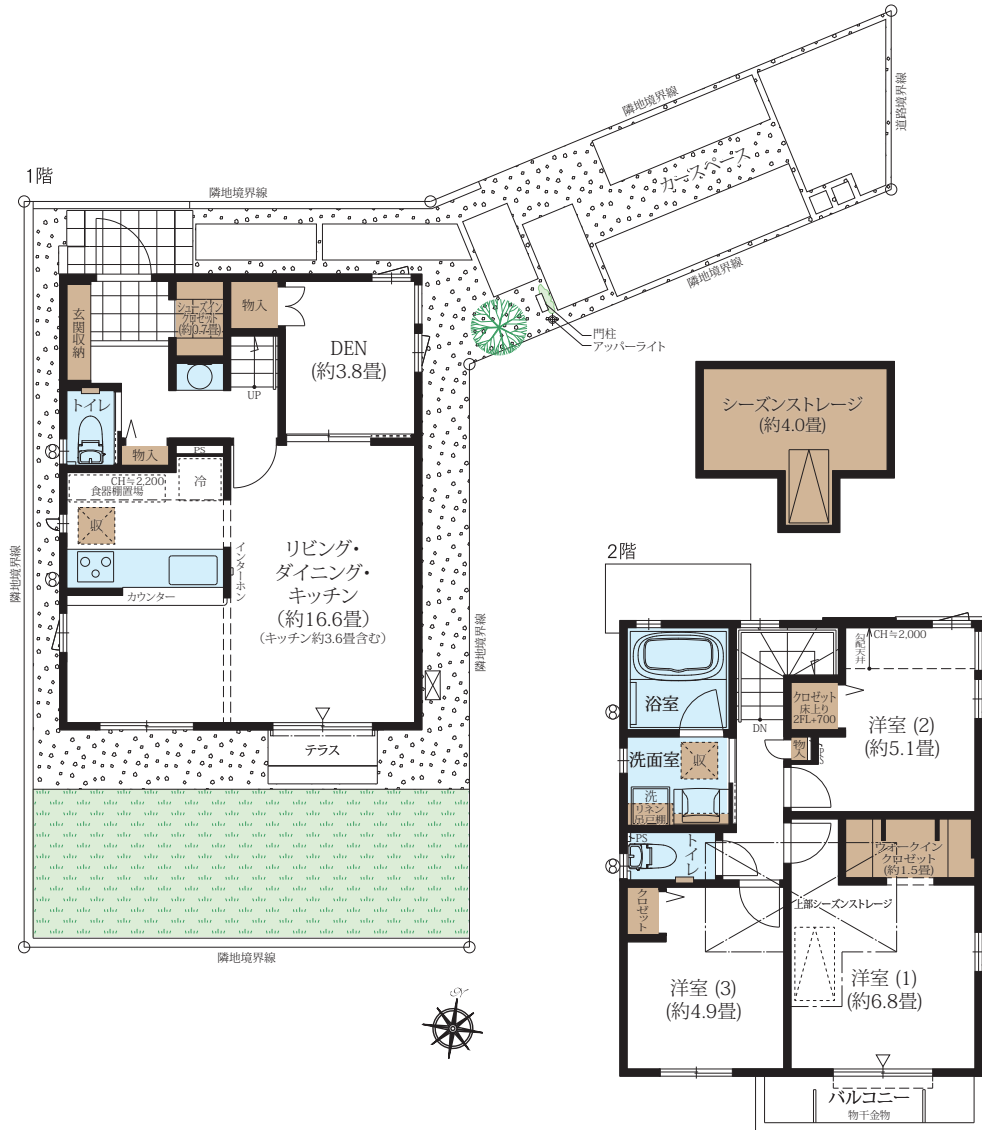 1階
隣地境界線
隣地境界線
道路境界線
カースペース
隣地境界線
門柱
アッパーライト
玄関収納
シューズイン
クロゼット
(約0.7畳)
物入
DEN
(約3.8畳)
UP
トイレ
物入
PS
CH≒2,200
食器棚置場
冷
収
インターホン
カウンター
リビング・
ダイニング・
キッチン
(約16.6畳)
(キッチン約3.6畳含む)
隣地境界線
隣地境界線
テラス
隣地境界線
N
シーズンストレージ
(約4.0畳)
2階
CH≒2,000
勾配天井
浴室
クロゼット
床上り
2FL+700
DN
洋室 (2)
(約5.1畳)
物入
PS
洗面室
収
洗
リネン
吊戸棚
PS
トイレ
ウォークイン
クロゼット
(約1.5畳)
クロゼット
上部シーズンストレージ
洋室 (3)
(約4.9畳)
洋室 (1)
(約6.8畳)
バルコニー
物干金物